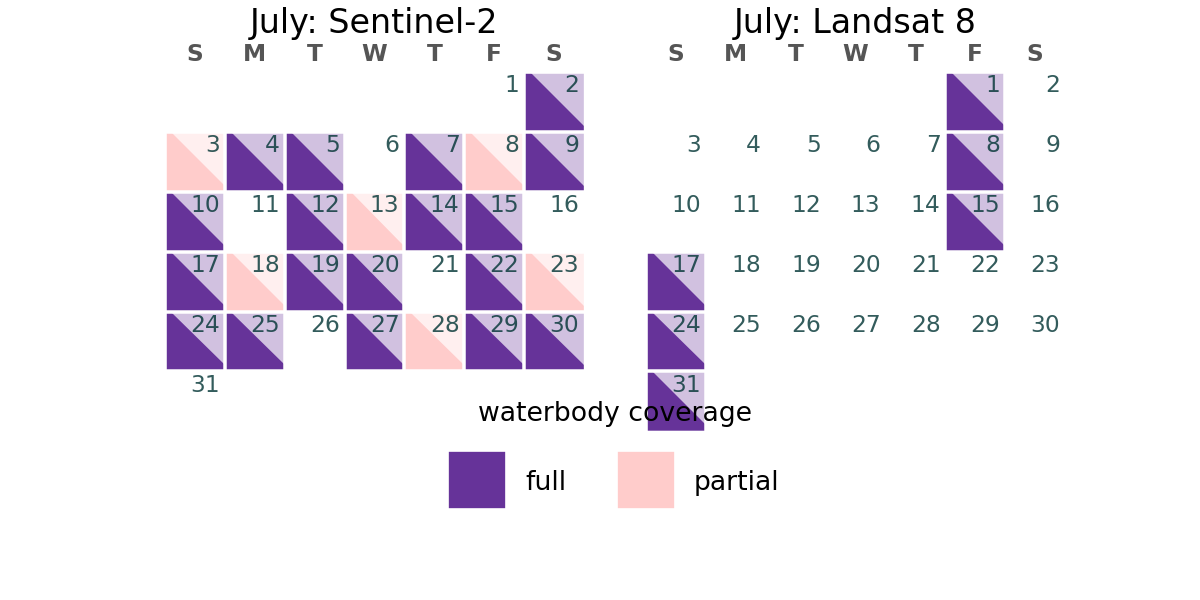 July: Sentinel-2
S M T W T F S
1 2
3 4 5 6 7 8 9
10 11 12 13 14 15 16
17 18 19 20 21 22 23
24 25 26 27 28 29 30
31
July: Landsat 8
S M T W T F S
1 2
3 4 5 6 7 8 9
10 11 12 13 14 15 16
17 18 19 20 21 22 23
24 25 26 27 28 29 30
31
waterbody coverage
full partial